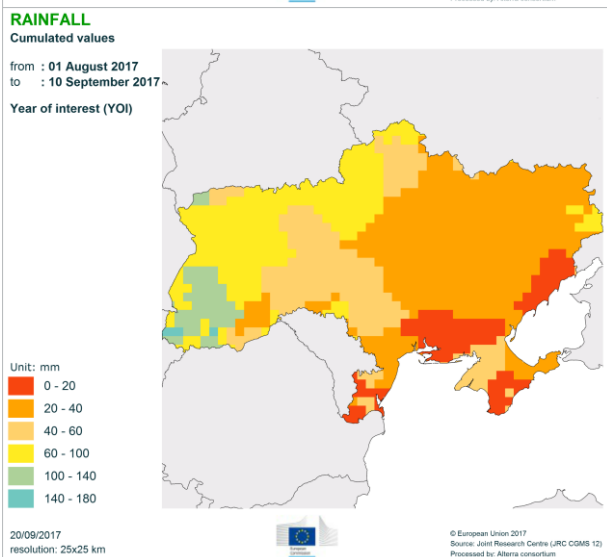 RAINFALL
Cumulated values
from : 01 August 2017
to : 10 September 2017
Year of interest (YOI)
Unit: mm
0 - 20
20 - 40
40 - 60
60 - 100
100 - 140
140 - 180
20/09/2017
resolution: 25x25 km
European
Commission
© European Union 2017
Source: Joint Research Centre (JRC CGMS 12)
Processed by: Alterra consortium